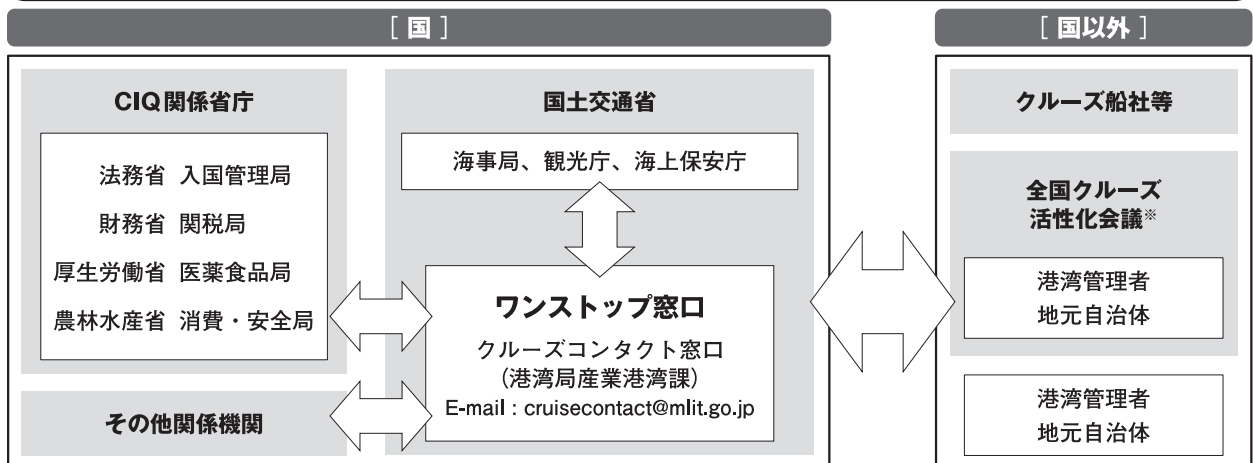 [ 国 ]
CIQ関係省庁
法務省 入国管理局
財務省 関税局
厚生労働省 医薬食品局
農林水産省 消費・安全局
その他関係機関
国土交通省
海事局、観光庁、海上保安庁
ワンストップ窓口
クルーズコンタクト窓口
(港湾局産業港湾課)
E-mail : cruisecontact@mlit.go.jp
[ 国以外 ]
クルーズ船社等
全国クルーズ
活性化会議※
港湾管理者
地元自治体
港湾管理者
地元自治体